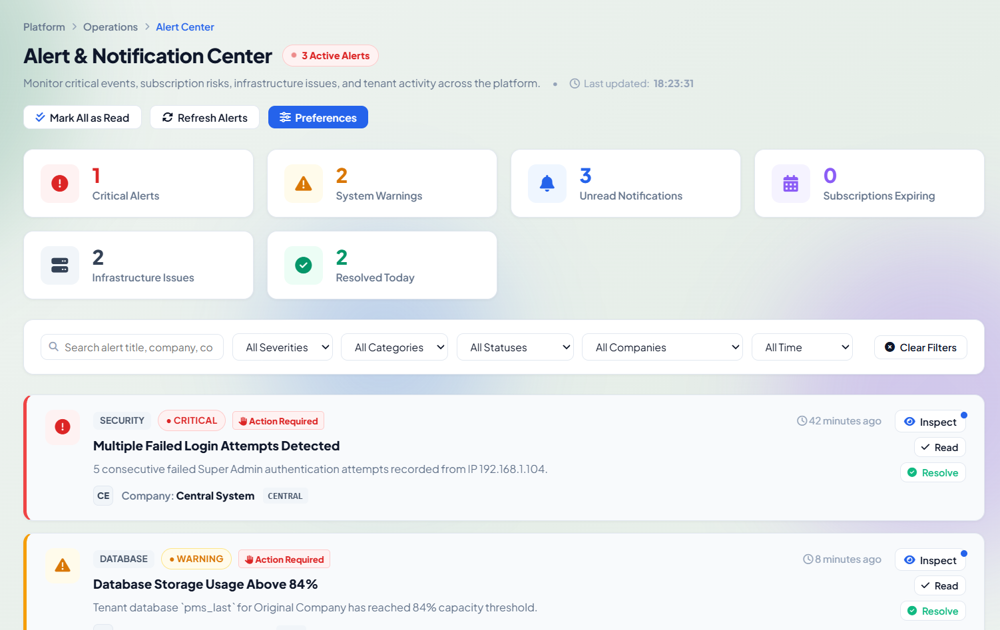 Platform > Operations > Alert Center
Alert & Notification Center
3 Active Alerts
Monitor critical events, subscription risks, infrastructure issues, and tenant activity across the platform. • Last updated: 18:23:31
Mark All as Read
Refresh Alerts
Preferences
1
Critical Alerts
2
System Warnings
3
Unread Notifications
0
Subscriptions Expiring
2
Infrastructure Issues
2
Resolved Today
Search alert title, company, co
All Severities
All Categories
All Statuses
All Companies
All Time
Clear Filters
SECURITY
• CRITICAL
Action Required
42 minutes ago
Inspect
Multiple Failed Login Attempts Detected
Read
5 consecutive failed Super Admin authentication attempts recorded from IP 192.168.1.104.
Resolve
CE
Company: Central System
CENTRAL
DATABASE
• WARNING
Action Required
8 minutes ago
Inspect
Database Storage Usage Above 84%
Read
Tenant database `pms_last` for Original Company has reached 84% capacity threshold.
Resolve